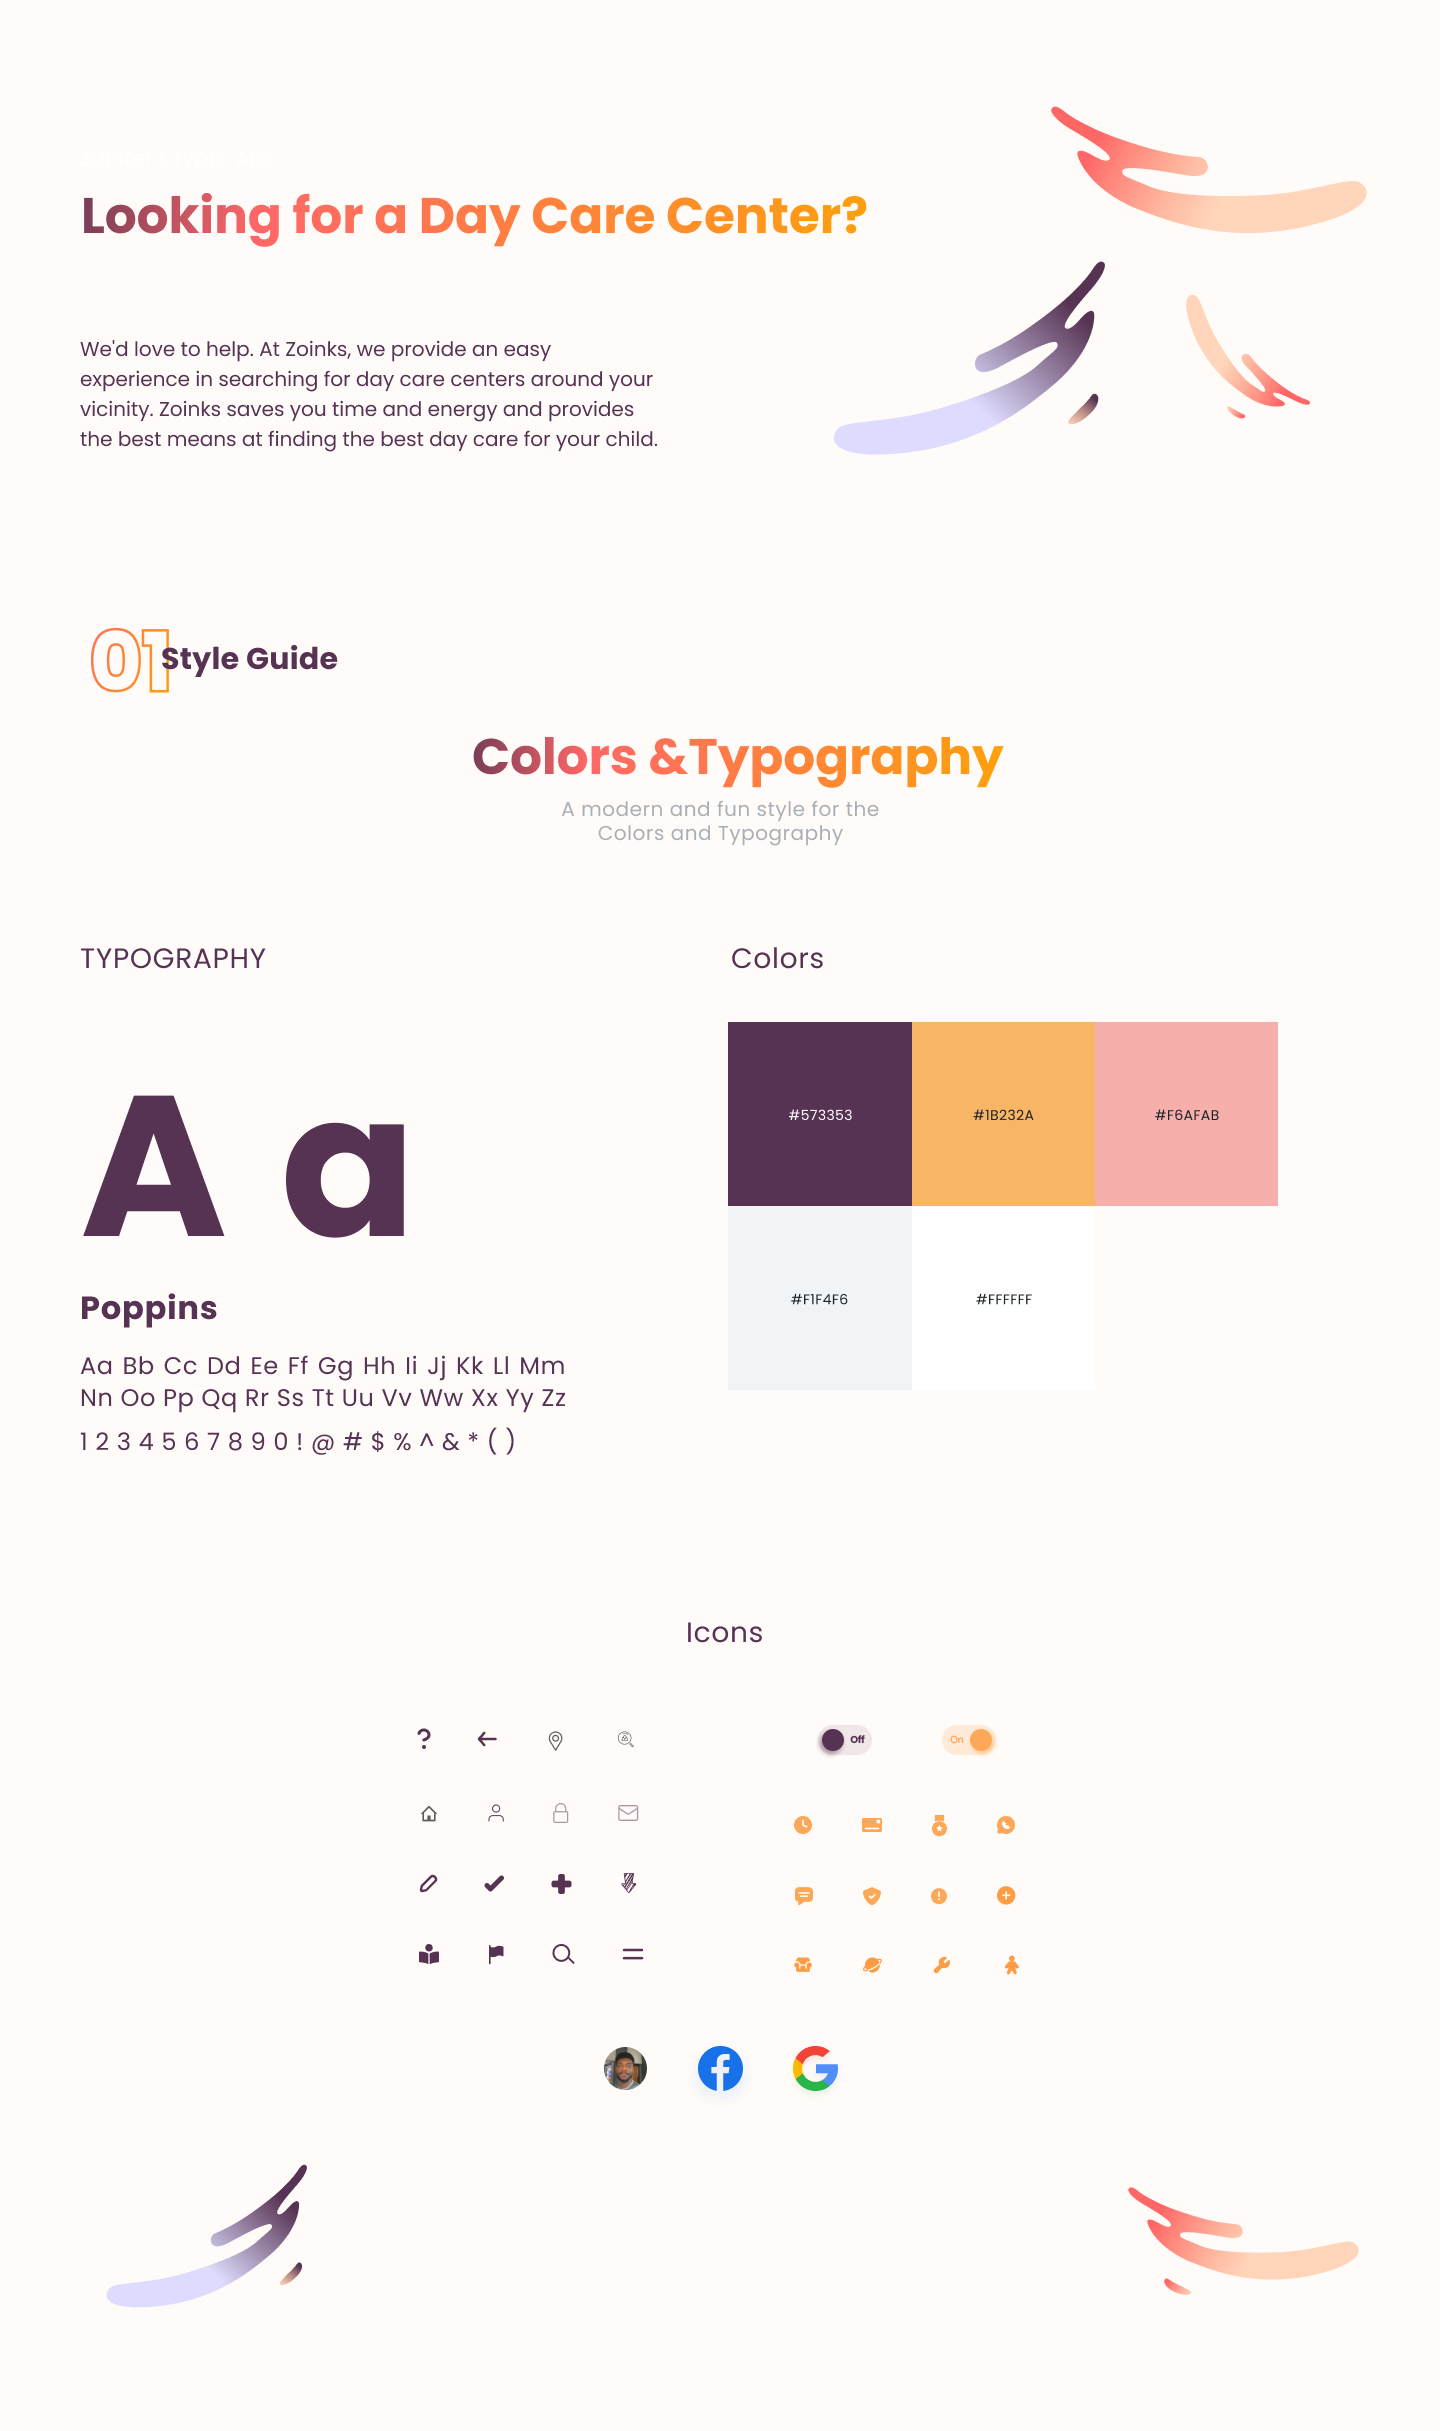 Looking for a Day Care Center?
We'd love to help. At Zoinks, we provide an easy
experience in searching for day care centers around your
vicinity. Zoinks saves you time and energy and provides
the best means at finding the best day care for your child.
01
Style Guide
Colors &Typography
A modern and fun style for the
Colors and Typography
TYPOGRAPHY
Colors
A a
#573353
#1B232A
#F6AFAB
#F1F4F6
#FFFFFF
Poppins
Aa Bb Cc Dd Ee Ff Gg Hh Ii Jj Kk Ll Mm
Nn Oo Pp Qq Rr Ss Tt Uu Vv Ww Xx Yy Zz
1 2 3 4 5 6 7 8 9 0 ! @ # $ % ^ & * ( )
Icons
Off
On